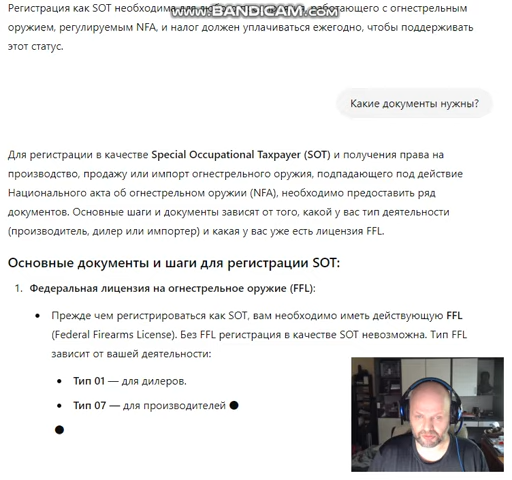 Регистрация как SOT необходима для работающего с огнестрельным
www.BANDICAM.com
оружием, регулируемым NFA, и налог должен уплачиваться ежегодно, чтобы поддерживать
этот статус.
Какие документы нужны?
Для регистрации в качестве Special Occupational Taxpayer (SOT) и получения права на
производство, продажу или импорт огнестрельного оружия, подпадающего под действие
Национального акта об огнестрельном оружии (NFA), необходимо предоставить ряд
документов. Основные шаги и документы зависят от того, какой у вас тип деятельности
(производитель, дилер или импортер) и какая у вас уже есть лицензия FFL.
Основные документы и шаги для регистрации SOT:
1. Федеральная лицензия на огнестрельное оружие (FFL):
• Прежде чем регистрироваться как SOT, вам необходимо иметь действующую FFL
(Federal Firearms License). Без FFL регистрация в качестве SOT невозможна. Тип FFL
зависит от вашей деятельности:
• Тип 01 — для дилеров.
• Тип 07 — для производителей